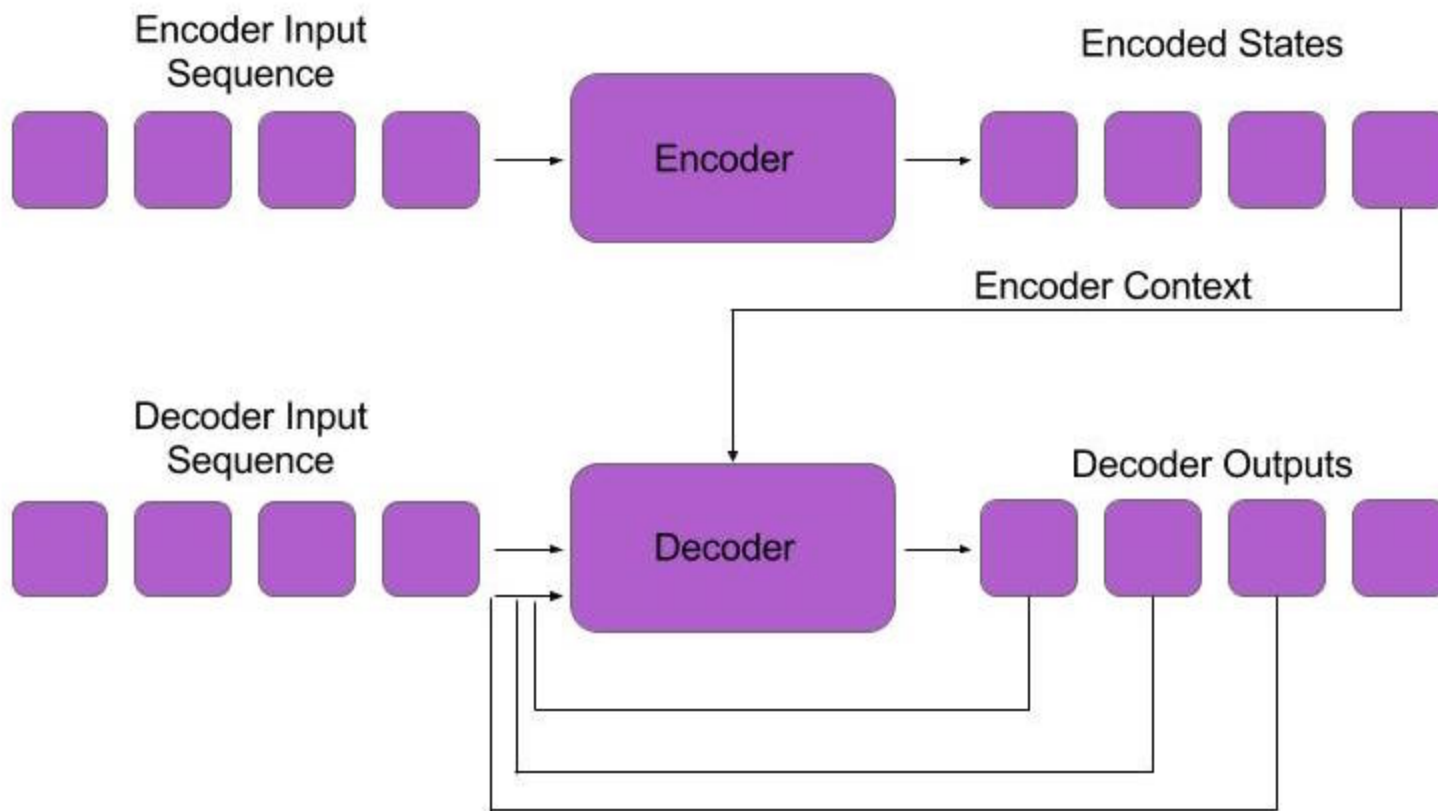 Encoder Input
Sequence
Encoded States
Encoder
Encoder Context
Decoder Input
Sequence
Decoder Outputs
Decoder